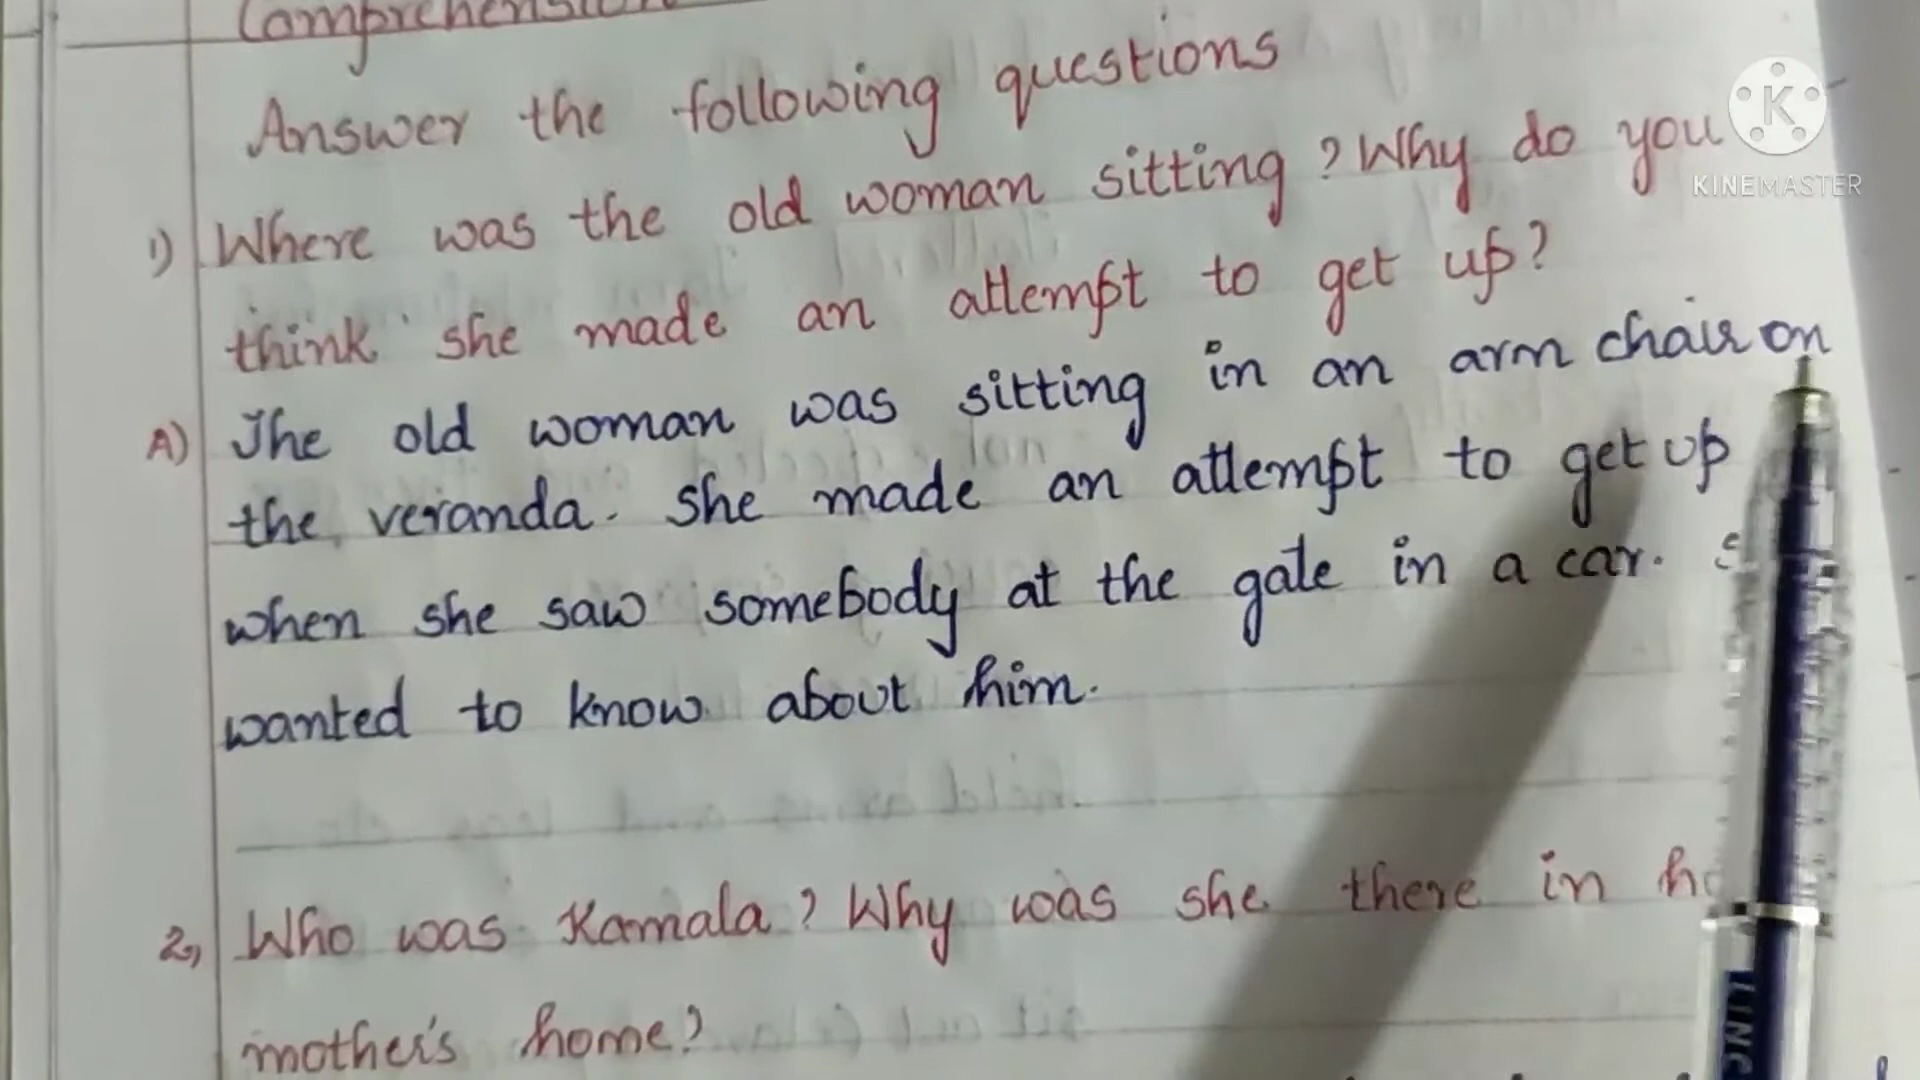 Comprehension
Answer the following questions
1) Where was the old woman sitting? Why do you
think she made an attempt to get up?
A) The old woman was sitting in an arm chair on
the veranda. She made an attempt to get up
when she saw somebody at the gate in a car.
wanted to know about him.
2) Who was Kamala? Why was she there in
mother's home?
K
KINEMASTER
LINC